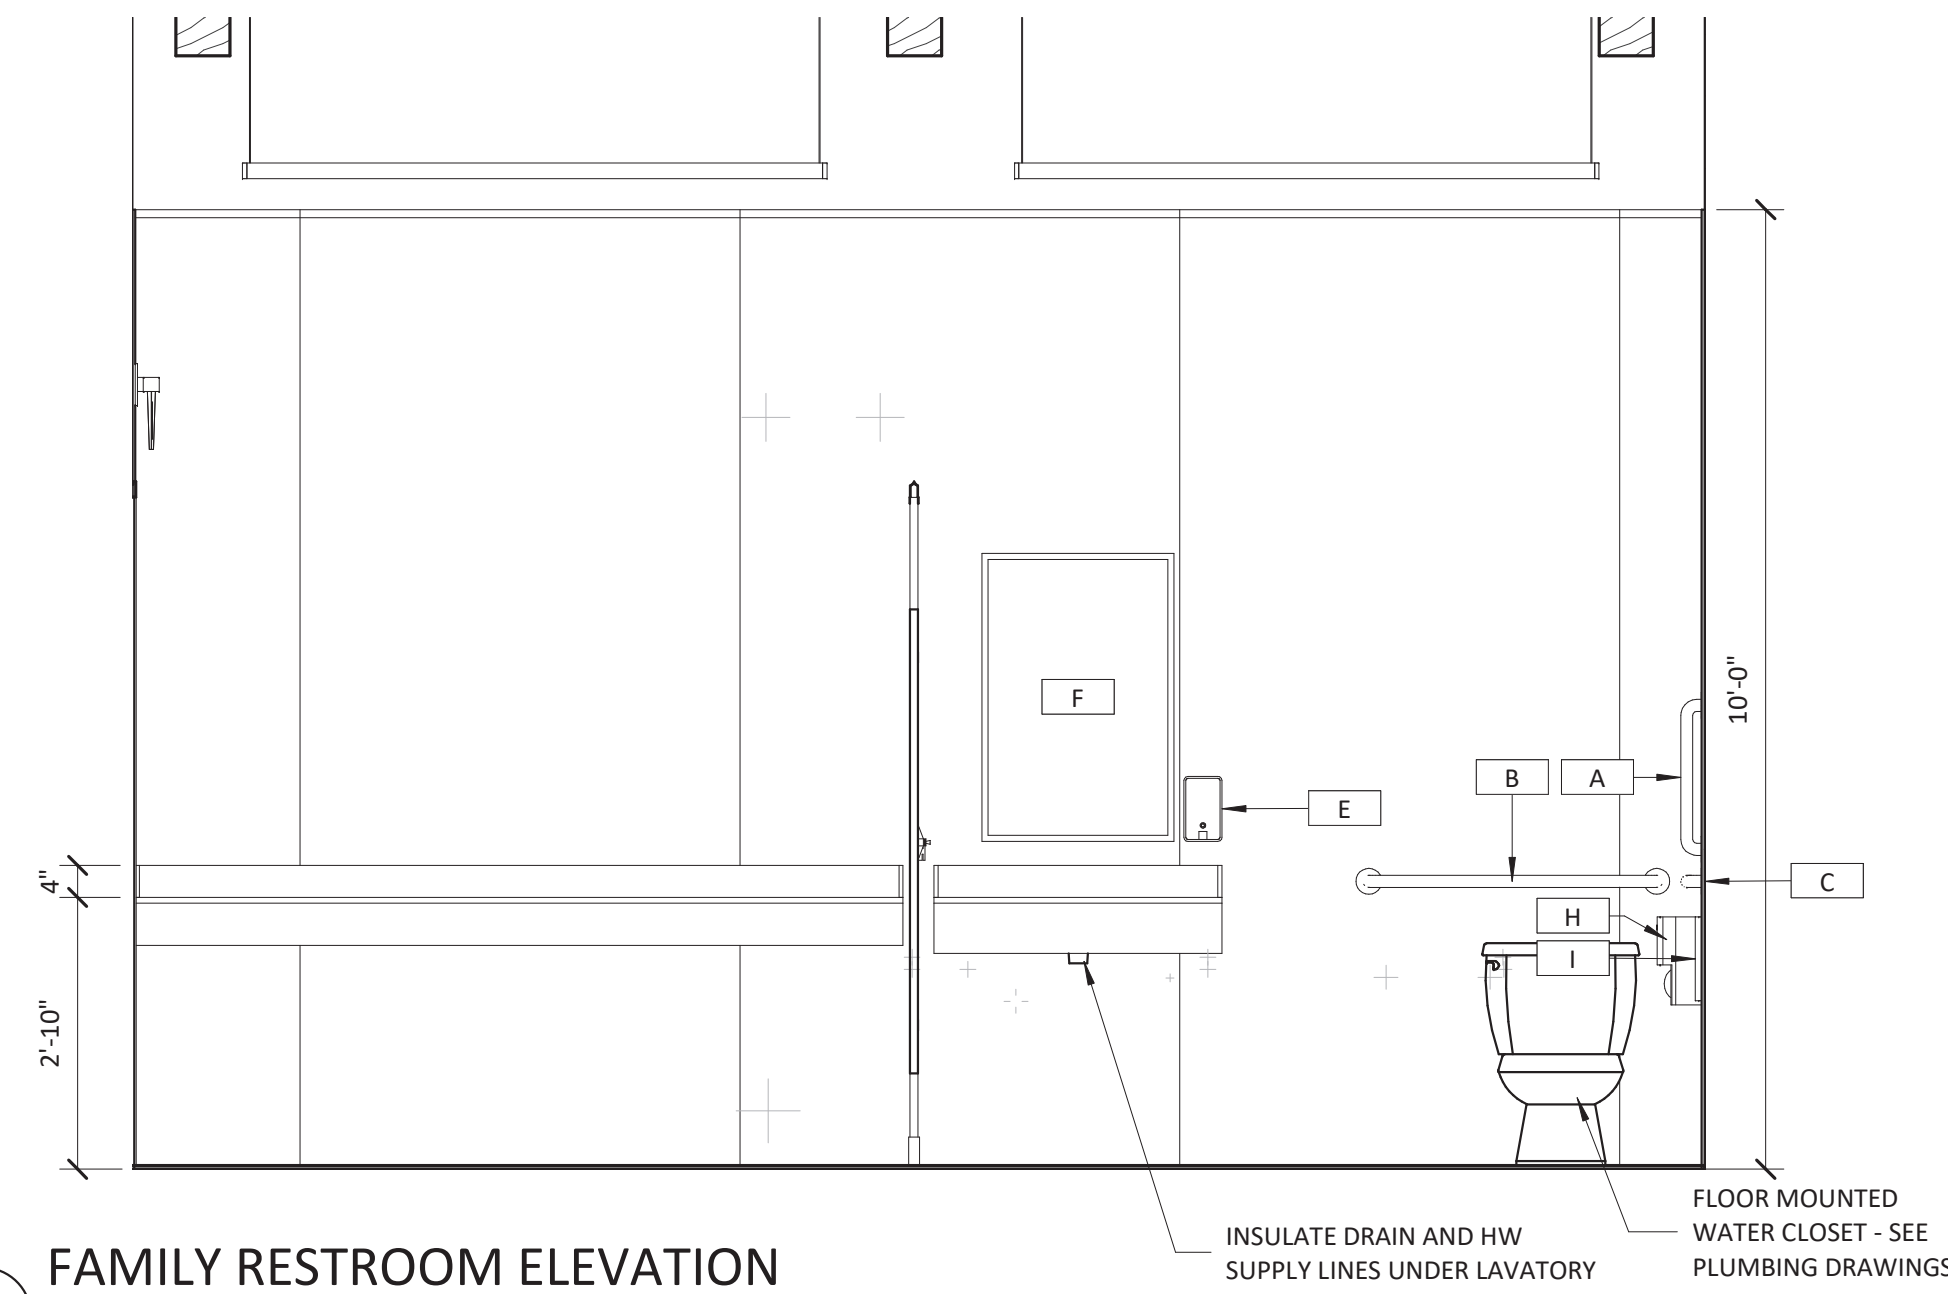 F
E
B
A
C
H
I
10'-0"
4"
2'-10"
INSULATE DRAIN AND HW
SUPPLY LINES UNDER LAVATORY
FLOOR MOUNTED
WATER CLOSET - SEE
PLUMBING DRAWINGS
FAMILY RESTROOM ELEVATION